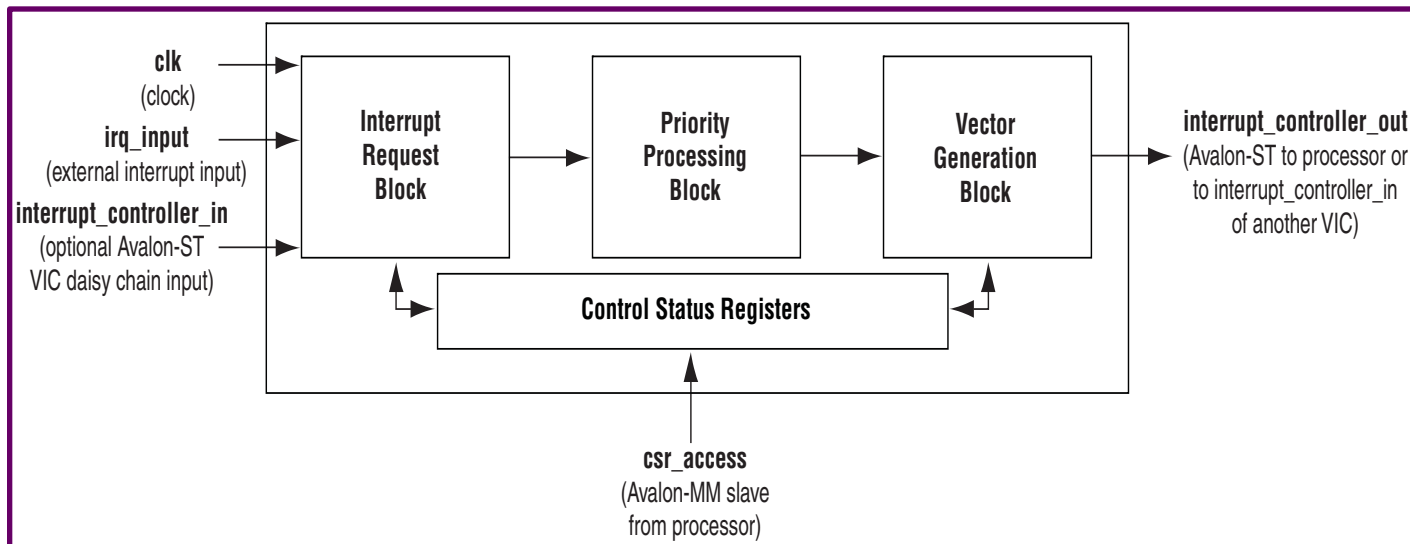 clk
(clock)
irq_input
(external interrupt input)
interrupt_controller_in
(optional Avalon-ST
VIC daisy chain input)
Interrupt
Request
Block
Priority
Processing
Block
Vector
Generation
Block
interrupt_controller_out
(Avalon-ST to processor or
to interrupt_controller_in
of another VIC)
Control Status Registers
csr_access
(Avalon-MM slave
from processor)